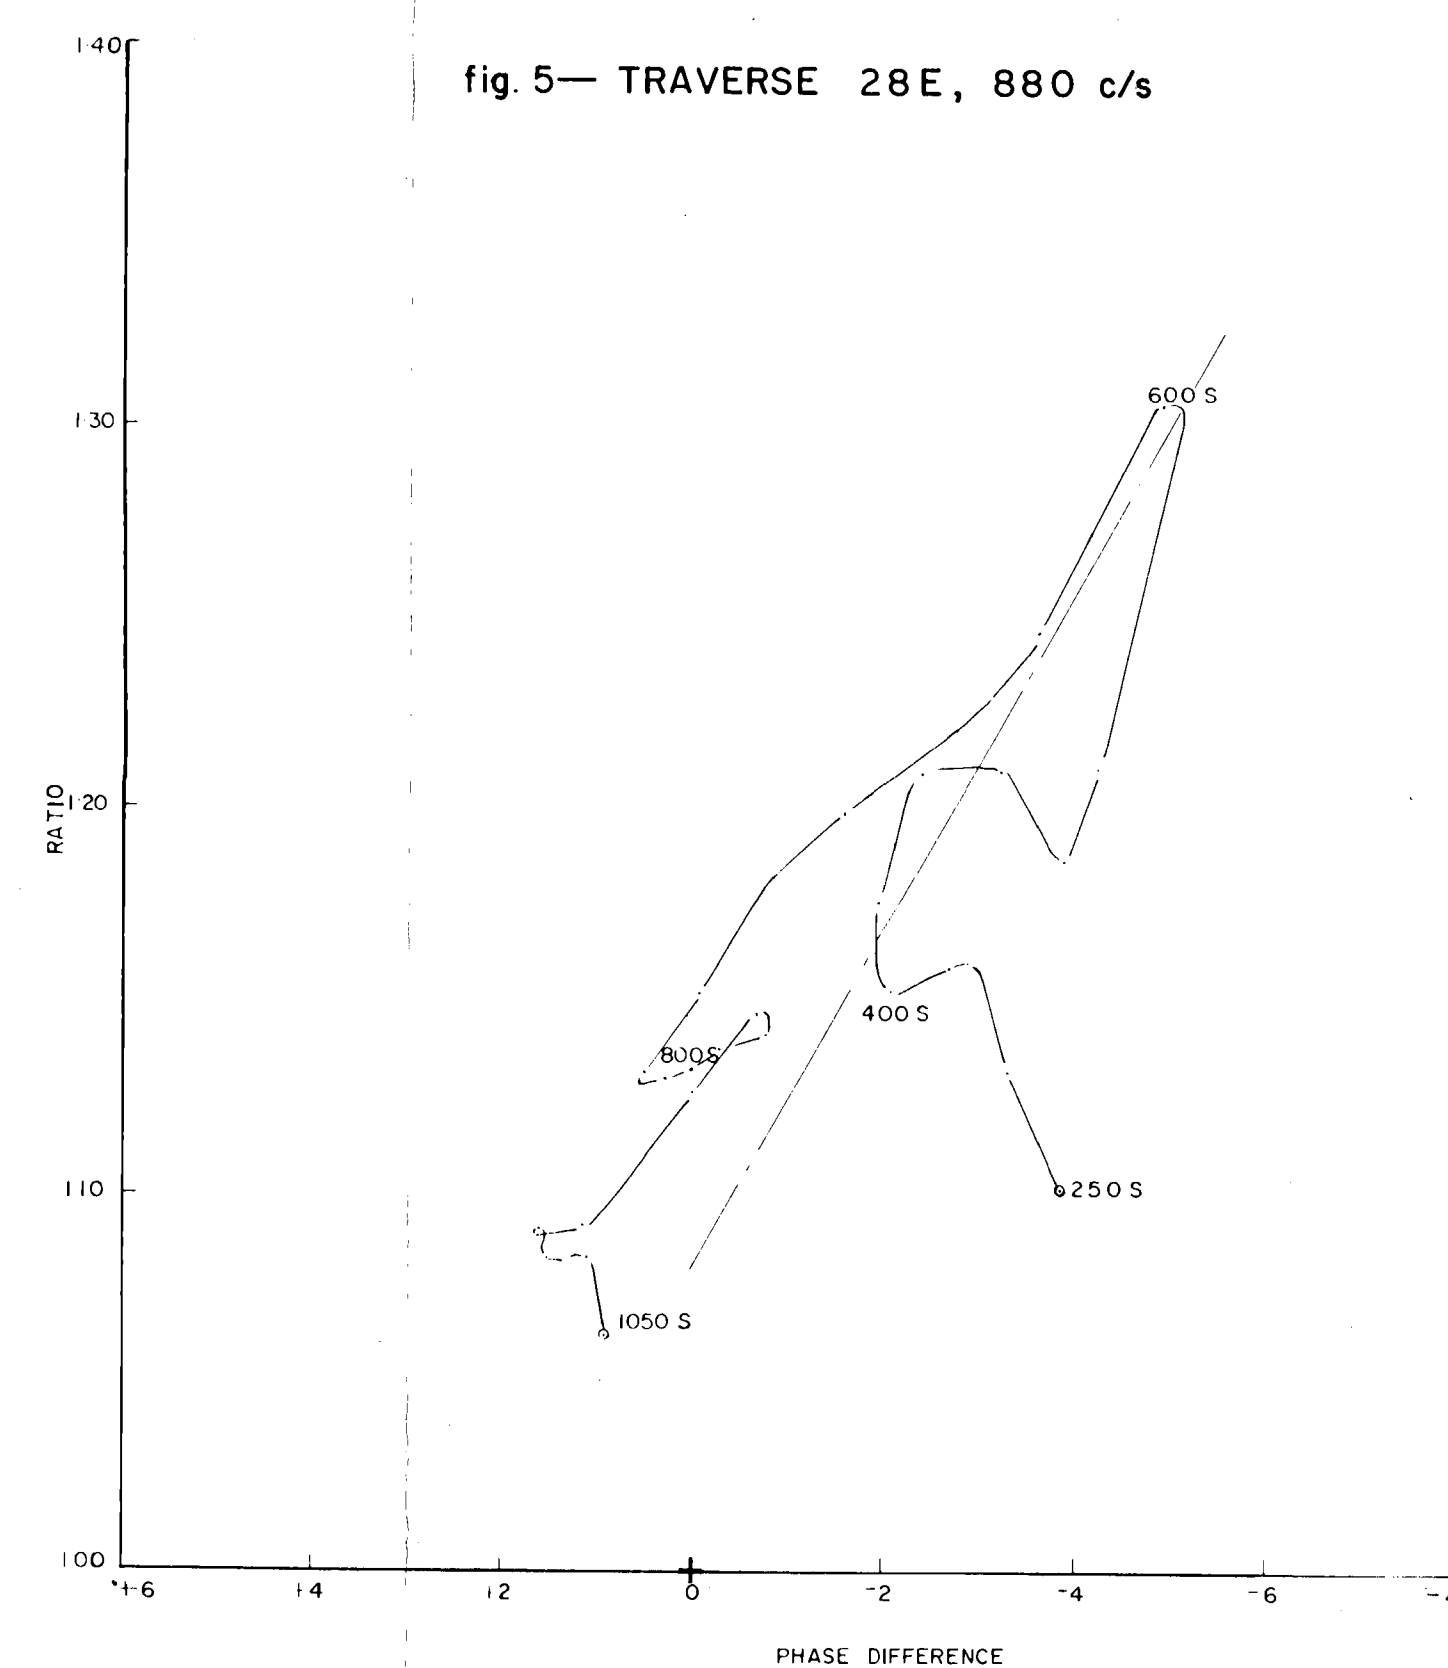 fig. 5— TRAVERSE 28E, 880 c/s
1·40
1·30
RATIO
1·20
1·10
1·00
600 S
400 S
800S
250 S
1050 S
+6 +4 +2 0 -2 -4 -6
PHASE DIFFERENCE